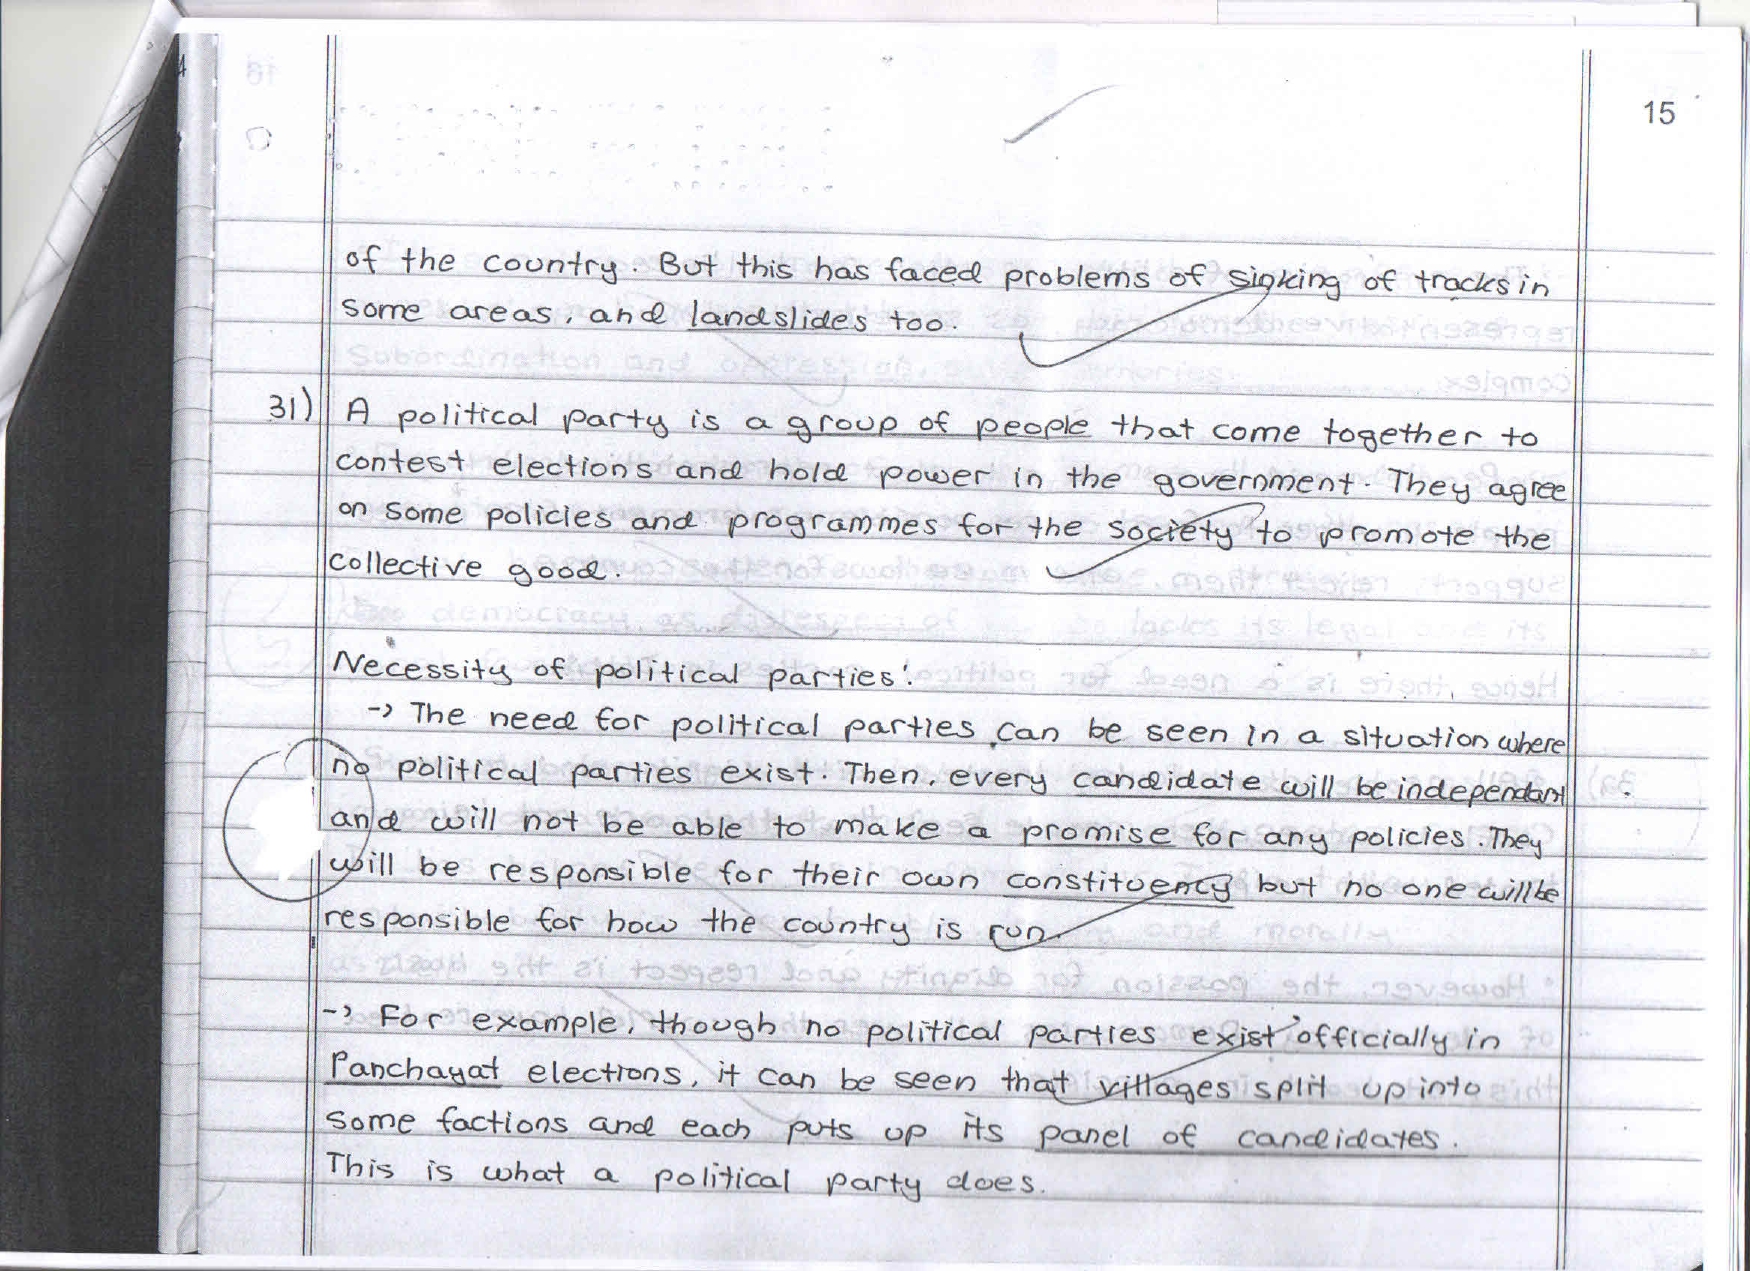 15
of the country. But this has faced problems of sinking of tracks in
some areas, and landslides too.
31) A political party is a group of people that come together to
contest elections and hold power in the government. They agree
on some policies and programmes for the society to promote the
collective good.
Necessity of political parties:
→ The need for political parties can be seen in a situation where
no political parties exist. Then, every candidate will be independant
and will not be able to make a promise for any policies. They
will be responsible for their own constituency but no one will be
responsible for how the country is run.
→ For example, though no political parties exist officially in
Panchayat elections, it can be seen that villages split up into
some factions and each puts up its panel of candidates.
This is what a political party does.